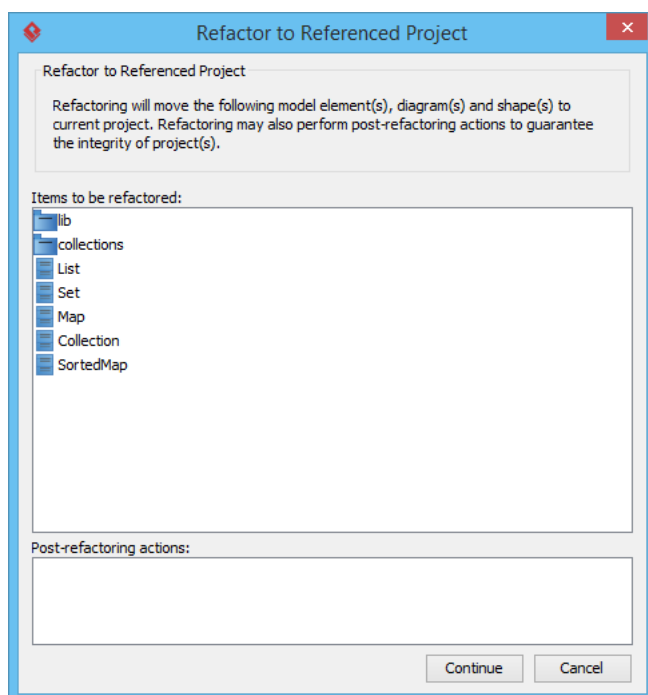 Refactor to Referenced Project
Refactor to Referenced Project
Refactoring will move the following model element(s), diagram(s) and shape(s) to
current project. Refactoring may also perform post-refactoring actions to guarantee
the integrity of project(s).
Items to be refactored:
lib
collections
List
Set
Map
Collection
SortedMap
Post-refactoring actions:
Continue Cancel